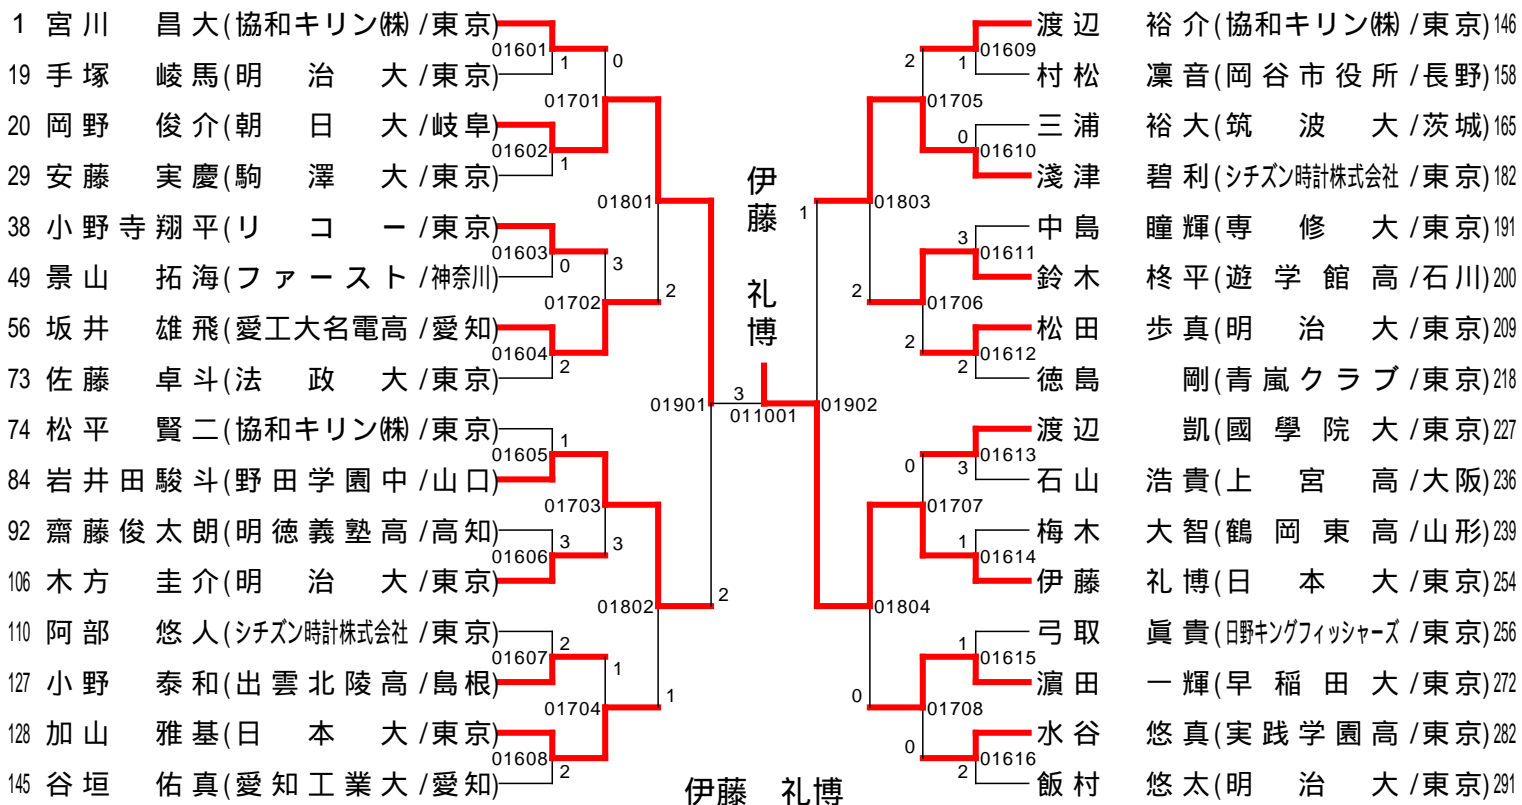 1 宮川 昌大(協和キリン㈱/東京) 渡辺 裕介(協和キリン㈱/東京)146
01601 01609
1 0 2 1
19 手塚 崚馬(明治大/東京) 村松 凜音(岡谷市役所/長野)158
01701 01705
20 岡野 俊介(朝日大/岐阜) 三浦 裕大(筑波大/茨城)165
01602 0 01610
1
29 安藤 実慶(駒澤大/東京) 淺津 碧利(シチズン時計株式会社/東京)182
01801 伊藤 1 01803
38 小野寺翔平(リコー/東京) 中島 瞳輝(専修大/東京)191
01603 3 01611
0 3
49 景山 拓海(ファースト/神奈川) 鈴木 柊平(遊学館高/石川)200
01702 2 礼博 2 01706
56 坂井 雄飛(愛工大名電高/愛知) 松田 歩真(明治大/東京)209
01604 2 01612
2 2
73 佐藤 卓斗(法政大/東京) 徳島 剛(青嵐クラブ/東京)218
01901 3 011001 01902
74 松平 賢二(協和キリン㈱/東京) 渡辺 凱(國學院大/東京)227
01605 1 0 01613
3
84 岩井田駿斗(野田学園中/山口) 石山 浩貴(上宮高/大阪)236
01703 01707
92 齋藤俊太朗(明徳義塾高/高知) 梅木 大智(鶴岡東高/山形)239
01606 3 3 1 01614
106 木方 圭介(明治大/東京) 伊藤 礼博(日本大/東京)254
01802 2 01804
110 阿部 悠人(シチズン時計株式会社/東京) 弓取 眞貴(日野キングフィッシャーズ/東京)256
01607 2 1 1 01615
127 小野 泰和(出雲北陵高/島根) 濵田 一輝(早稲田大/東京)272
01704 1 0 01708
128 加山 雅基(日本大/東京) 水谷 悠真(実践学園高/東京)282
01608 2 0 01616
2
145 谷垣 佑真(愛知工業大/愛知) 伊藤 礼博 飯村 悠太(明治大/東京)291